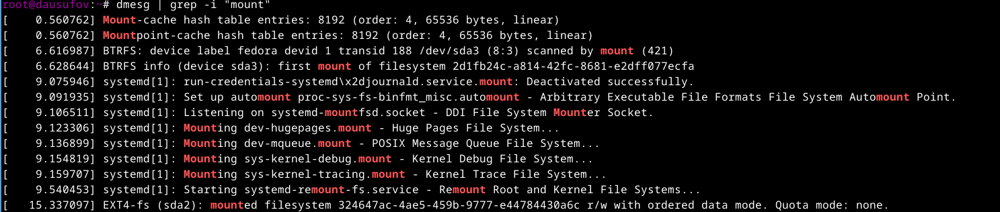 root@dausufov:~# dmesg | grep -i "mount"
[    0.560762] Mount-cache hash table entries: 8192 (order: 4, 65536 bytes, linear)
[    0.560762] Mountpoint-cache hash table entries: 8192 (order: 4, 65536 bytes, linear)
[    6.616987] BTRFS: device label fedora devid 1 transid 188 /dev/sda3 (8:3) scanned by mount (421)
[    6.628644] BTRFS info (device sda3): first mount of filesystem 2d1fb24c-a814-42fc-8681-e2dff077ecfa
[    9.075946] systemd[1]: run-credentials-systemd\x2djournald.service.mount: Deactivated successfully.
[    9.091935] systemd[1]: Set up automount proc-sys-fs-binfmt_misc.automount - Arbitrary Executable File Formats File System Automount Point.
[    9.106511] systemd[1]: Listening on systemd-mountfsd.socket - DDI File System Mounter Socket.
[    9.123306] systemd[1]: Mounting dev-hugepages.mount - Huge Pages File System...
[    9.136899] systemd[1]: Mounting dev-mqueue.mount - POSIX Message Queue File System...
[    9.154819] systemd[1]: Mounting sys-kernel-debug.mount - Kernel Debug File System...
[    9.159707] systemd[1]: Mounting sys-kernel-tracing.mount - Kernel Trace File System...
[    9.540453] systemd[1]: Starting systemd-remount-fs.service - Remount Root and Kernel File Systems...
[   15.337097] EXT4-fs (sda2): mounted filesystem 324647ac-4ae5-459b-9777-e44784430a6c r/w with ordered data mode. Quota mode: none.